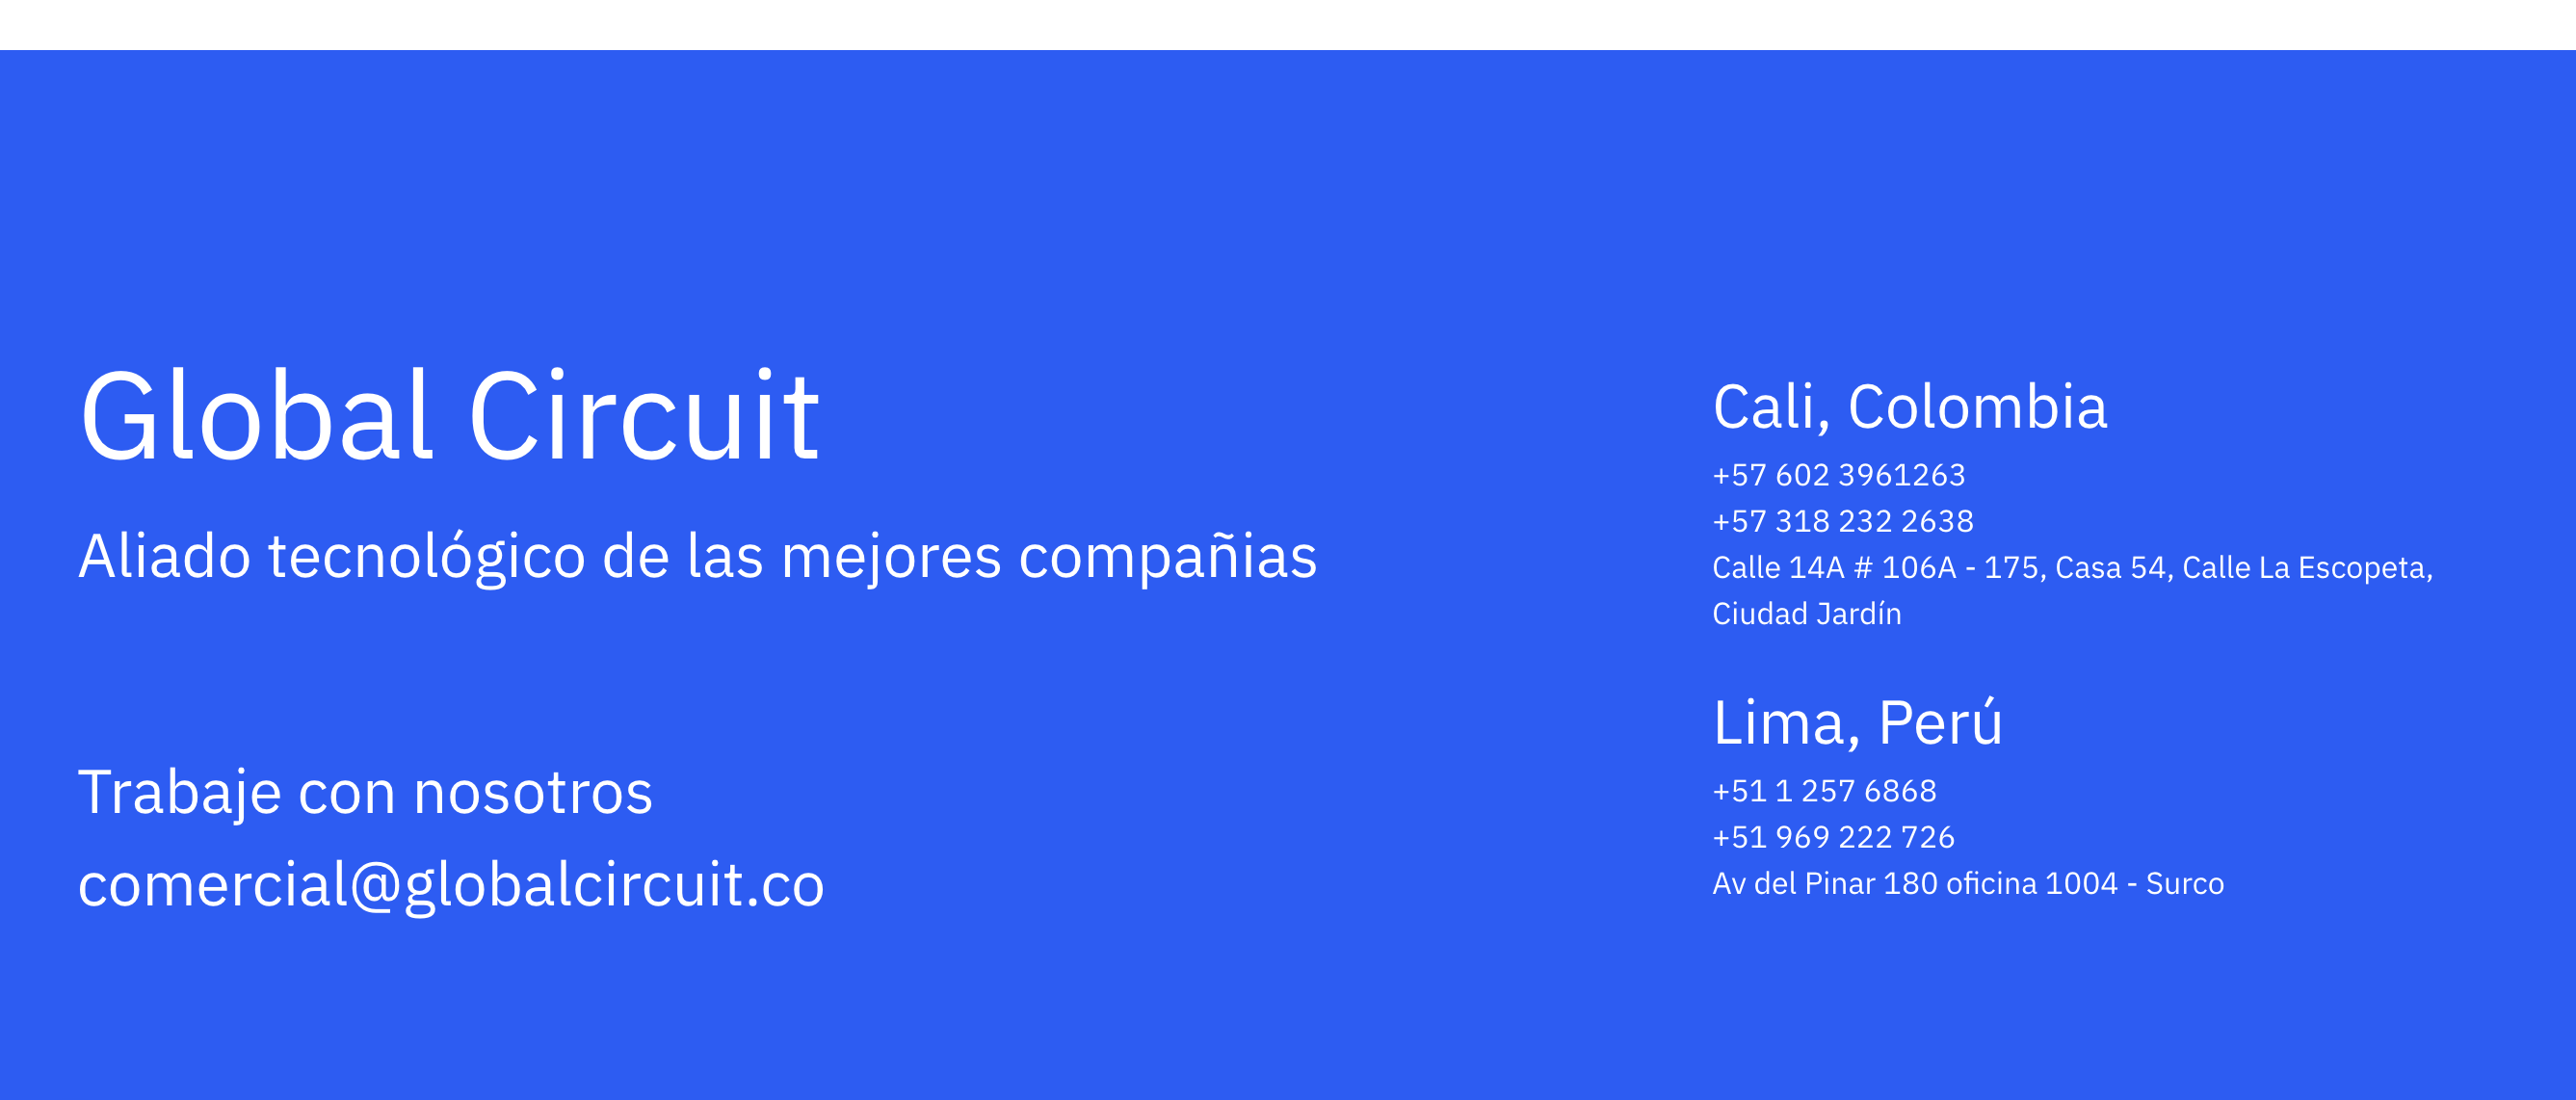 Global Circuit
Aliado tecnológico de las mejores compañias
Trabaje con nosotros
comercial@globalcircuit.co
Cali, Colombia
+57 602 3961263
+57 318 232 2638
Calle 14A # 106A - 175, Casa 54, Calle La Escopeta,
Ciudad Jardín
Lima, Perú
+51 1 257 6868
+51 969 222 726
Av del Pinar 180 oficina 1004 - Surco